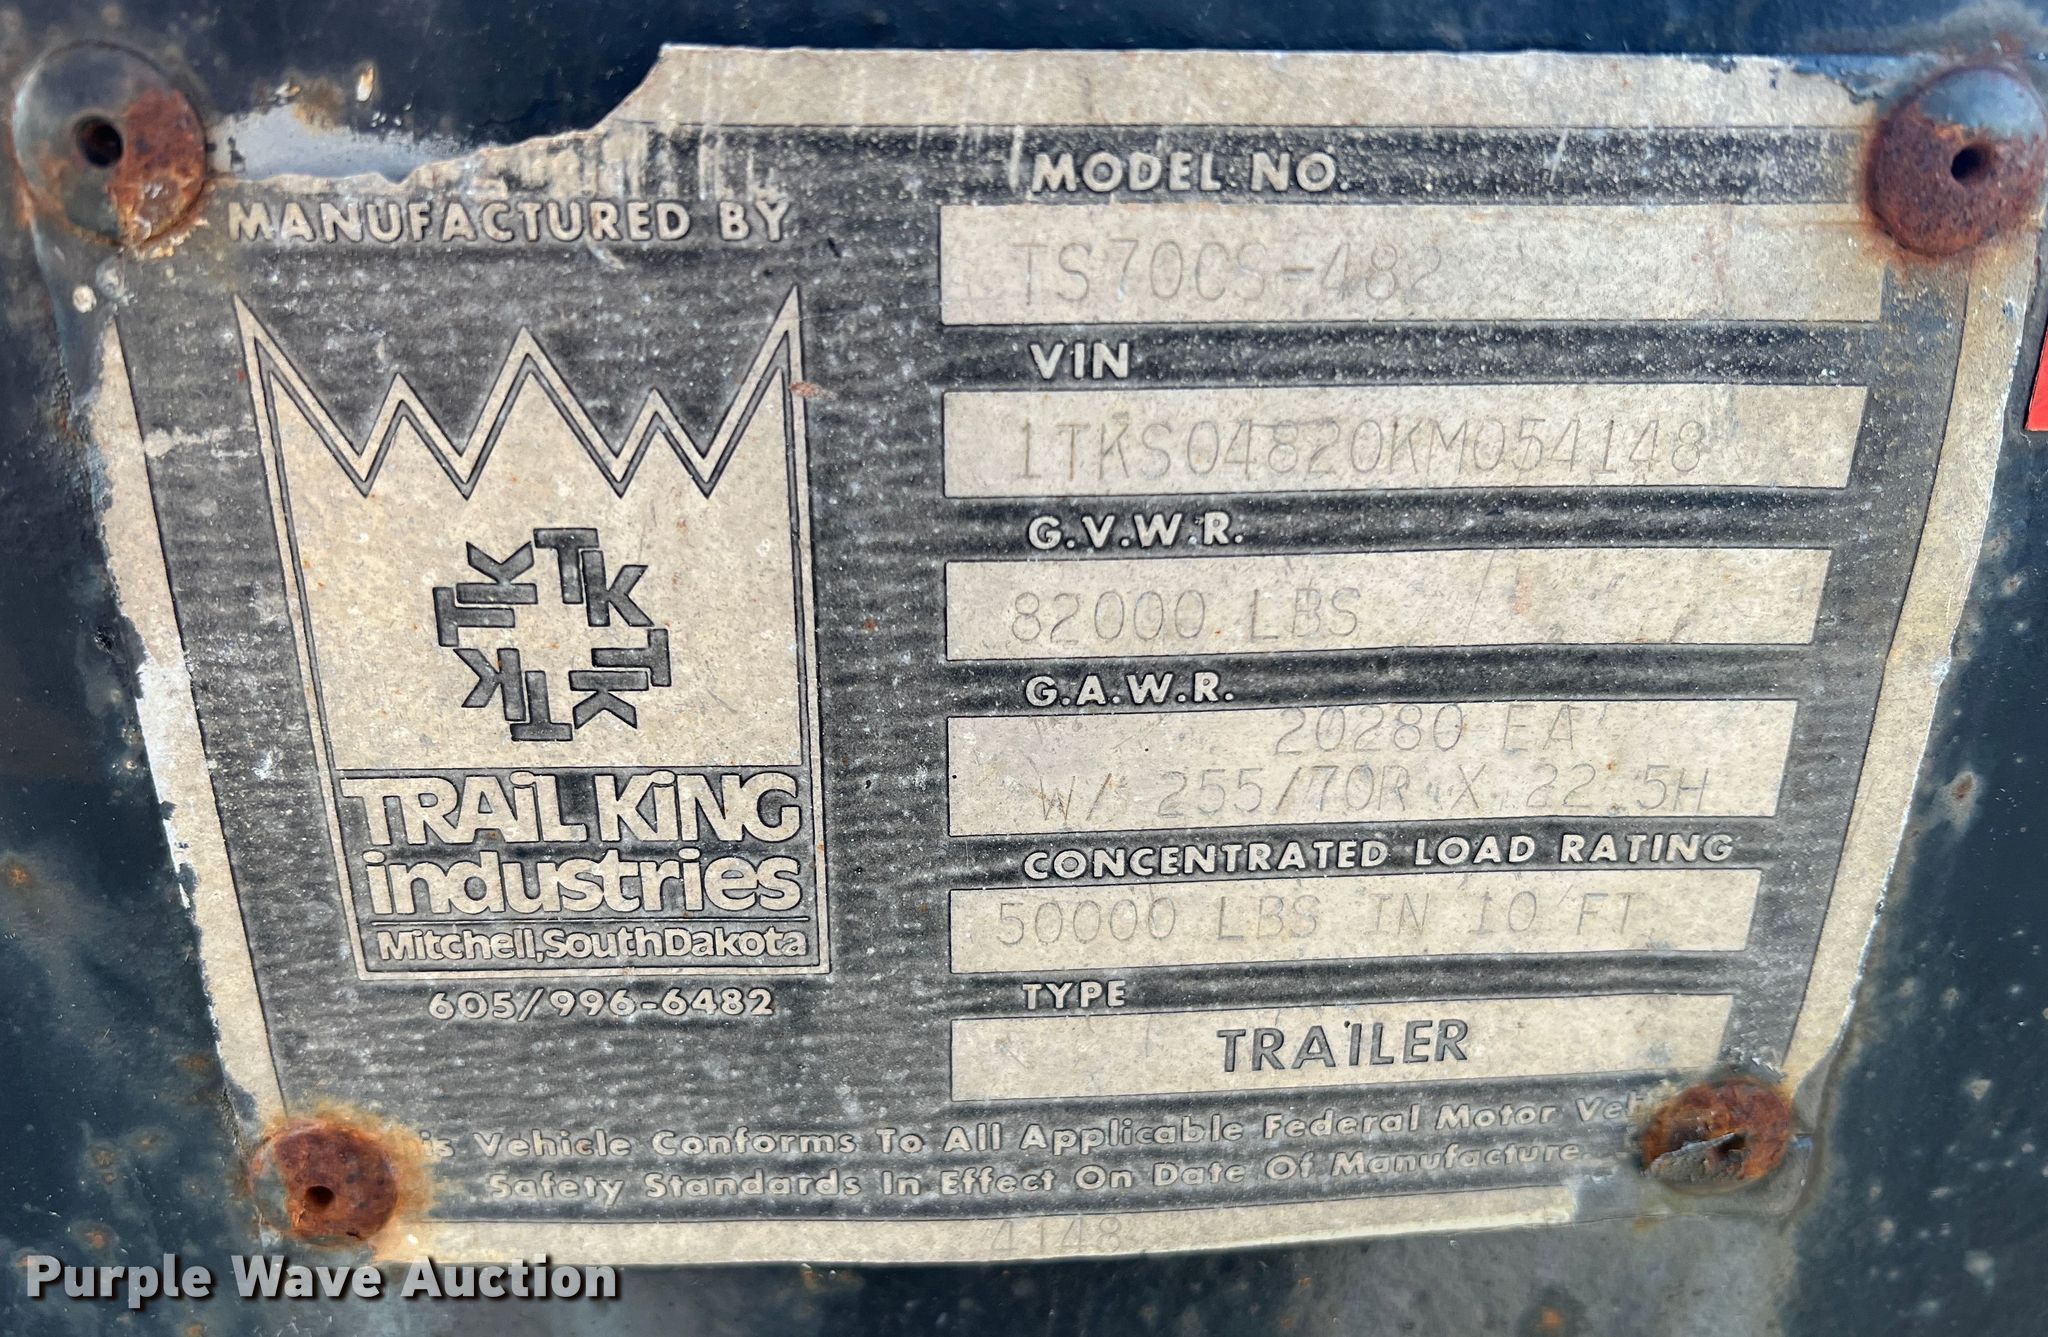 MANUFACTURED BY
TK TK TK TK
TRAiL KiNG
industries
Mitchell, South Dakota
605/996-6482
MODEL NO.
TS70CS-482
VIN
1TKS04820KM054148
G.V.W.R.
82000 LBS
G.A.W.R.
20280 EA
W/ 255/70R X 22.5H
CONCENTRATED LOAD RATING
50000 LBS IN 10 FT
TYPE
TRAILER
Vehicle Conforms To All Applicable Federal Motor
Safety Standards In Effect On Date Of Manufacture.
4148
Purple Wave Auction